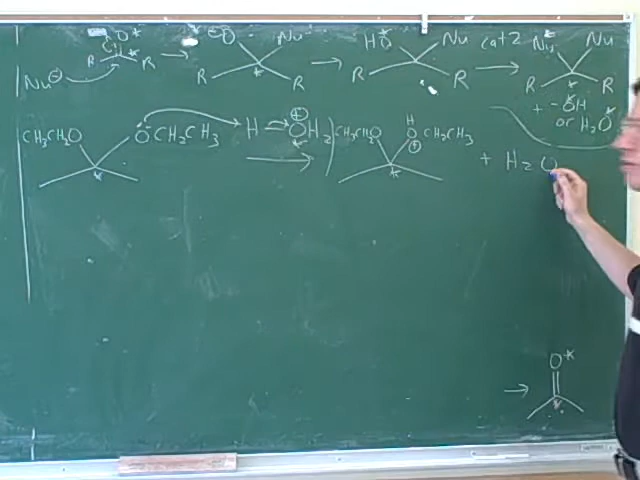 O* ⊖O Nu HO* Nu cat 2 Nu Nu
R R → R * R → R R → R * R
Nu⊖
+ -*OH
or H2O*
CH3CH2O O CH2CH3 H — ⊕OH2 CH3CH2O H O⊕ CH2CH3 + H2O
* → *
→ O*
*